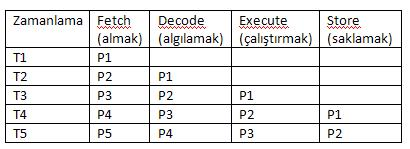 Zamanlama Fetch (almak) Decode (algılamak) Execute (çalıştırmak) Store (saklamak)
T1 P1
T2 P2 P1
T3 P3 P2 P1
T4 P4 P3 P2 P1
T5 P5 P4 P3 P2